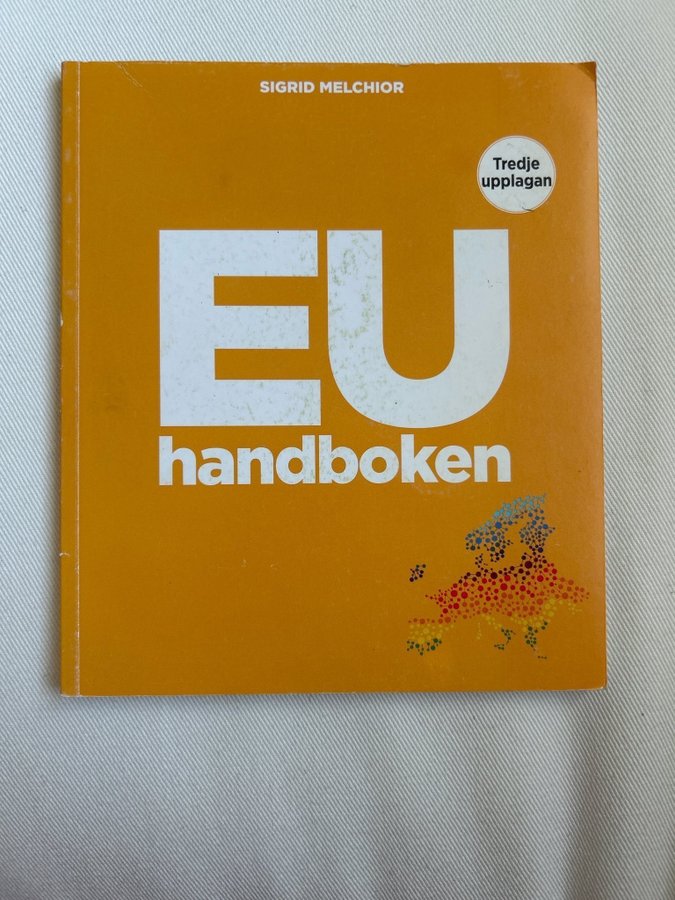 SIGRID MELCHIOR
Tredje
upplagan
EU
handboken